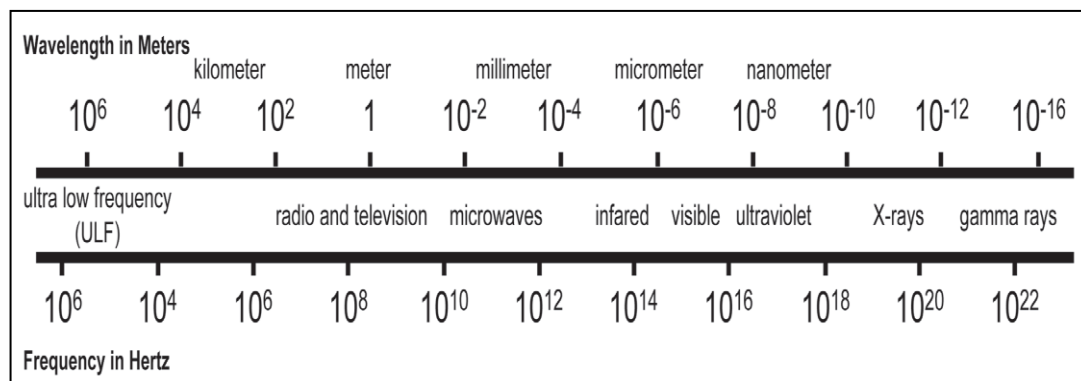 Wavelength in Meters
kilometer meter millimeter micrometer nanometer
10⁶ 10⁴ 10² 1 10⁻² 10⁻⁴ 10⁻⁶ 10⁻⁸ 10⁻¹⁰ 10⁻¹² 10⁻¹⁶
ultra low frequency
(ULF)
radio and television microwaves infared visible ultraviolet X-rays gamma rays
10⁶ 10⁴ 10⁶ 10⁸ 10¹⁰ 10¹² 10¹⁴ 10¹⁶ 10¹⁸ 10²⁰ 10²²
Frequency in Hertz